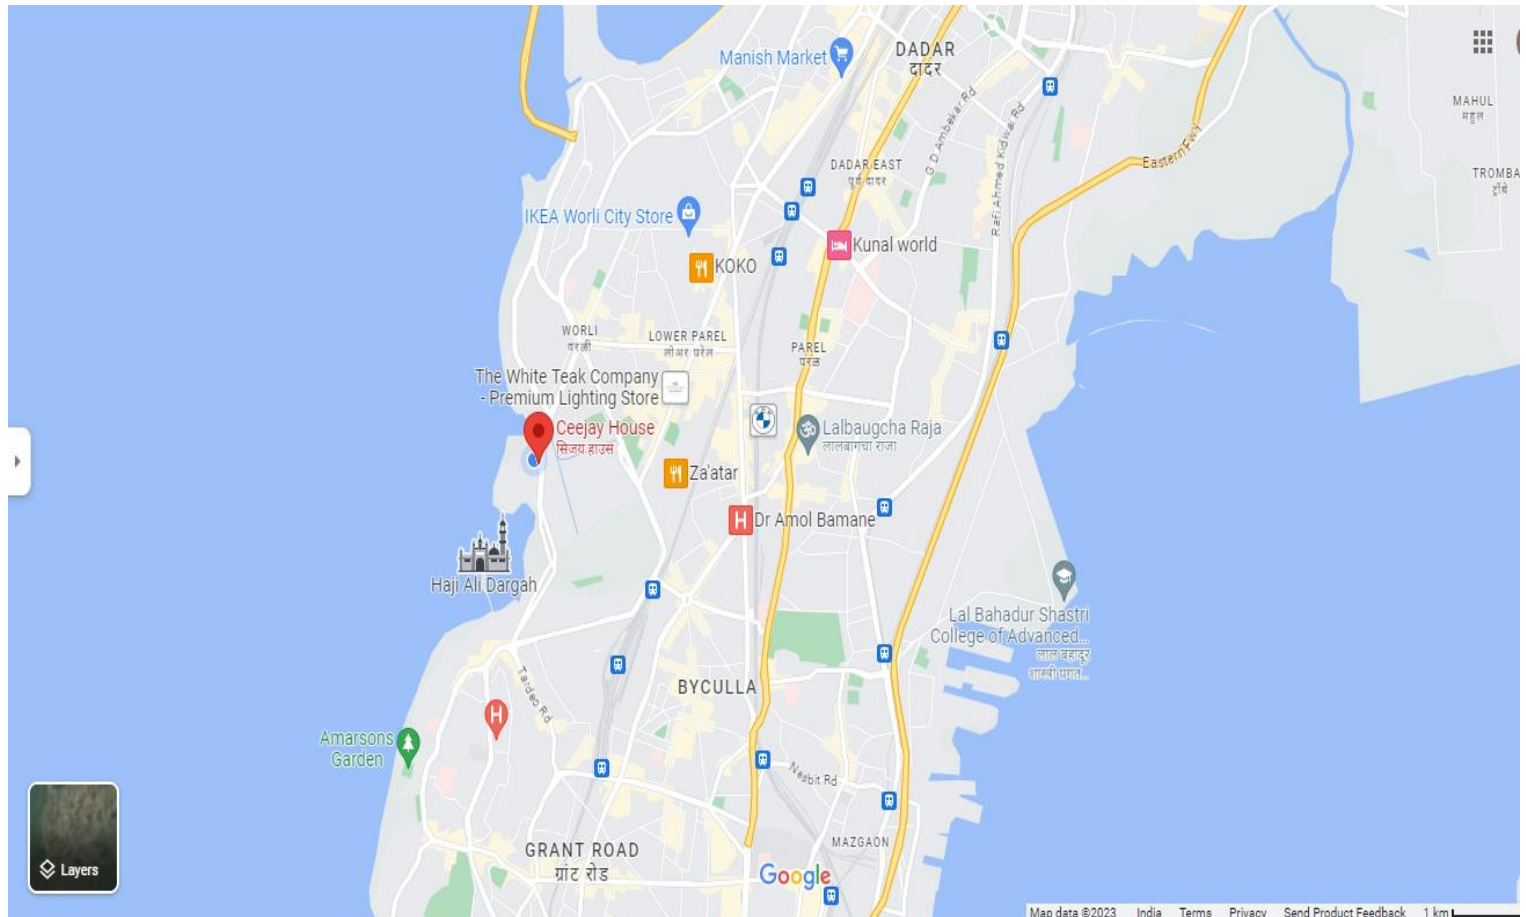 Manish Market
DADAR
दादर
MAHUL
माहुल
G D Ambekar Rd
Rafi Ahmed Kidwai Rd
Eastern Fwy
DADAR EAST
पूर्व दादर
TROMBA
ट्रॉंबे
IKEA Worli City Store
Kunal world
KOKO
WORLI
वरळी
LOWER PAREL
लोअर परेल
PAREL
परळ
The White Teak Company
- Premium Lighting Store
Ceejay House
सिजय हाउस
Lalbaugcha Raja
लालबागचा राजा
Za'atar
H
Dr Amol Bamane
Haji Ali Dargah
Lal Bahadur Shastri
College of Advanced...
लाल बहादूर
शास्त्री प्रगत...
Tardeo Rd
BYCULLA
H
Amarsons
Garden
Nesbit Rd
MAZGAON
GRANT ROAD
ग्रांट रोड
Layers
Google
Map data ©2023 India Terms Privacy Send Product Feedback 1 km